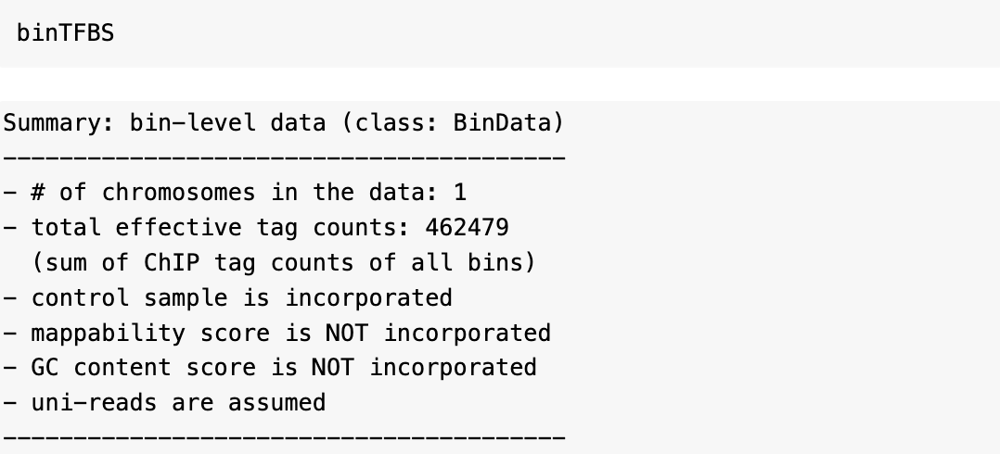 binTFBS
Summary: bin-level data (class: BinData)
----------------------------------------
- # of chromosomes in the data: 1
- total effective tag counts: 462479
(sum of ChIP tag counts of all bins)
- control sample is incorporated
- mappability score is NOT incorporated
- GC content score is NOT incorporated
- uni-reads are assumed
----------------------------------------